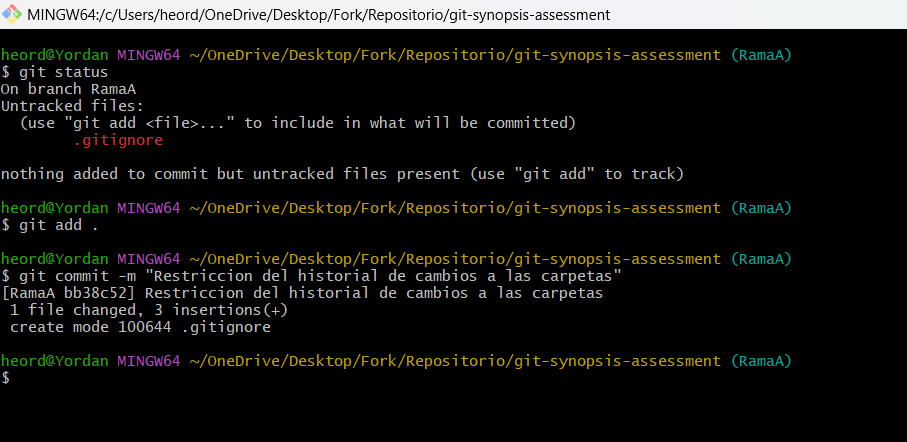 MINGW64:/c/Users/heord/OneDrive/Desktop/Fork/Repositorio/git-synopsis-assessment
heord@Yordan MINGW64 ~/OneDrive/Desktop/Fork/Repositorio/git-synopsis-assessment (RamaA)
$ git status
On branch RamaA
Untracked files:
  (use "git add <file>..." to include in what will be committed)
        .gitignore

nothing added to commit but untracked files present (use "git add" to track)

heord@Yordan MINGW64 ~/OneDrive/Desktop/Fork/Repositorio/git-synopsis-assessment (RamaA)
$ git add .

heord@Yordan MINGW64 ~/OneDrive/Desktop/Fork/Repositorio/git-synopsis-assessment (RamaA)
$ git commit -m "Restriccion del historial de cambios a las carpetas"
[RamaA bb38c52] Restriccion del historial de cambios a las carpetas
 1 file changed, 3 insertions(+)
 create mode 100644 .gitignore

heord@Yordan MINGW64 ~/OneDrive/Desktop/Fork/Repositorio/git-synopsis-assessment (RamaA)
$